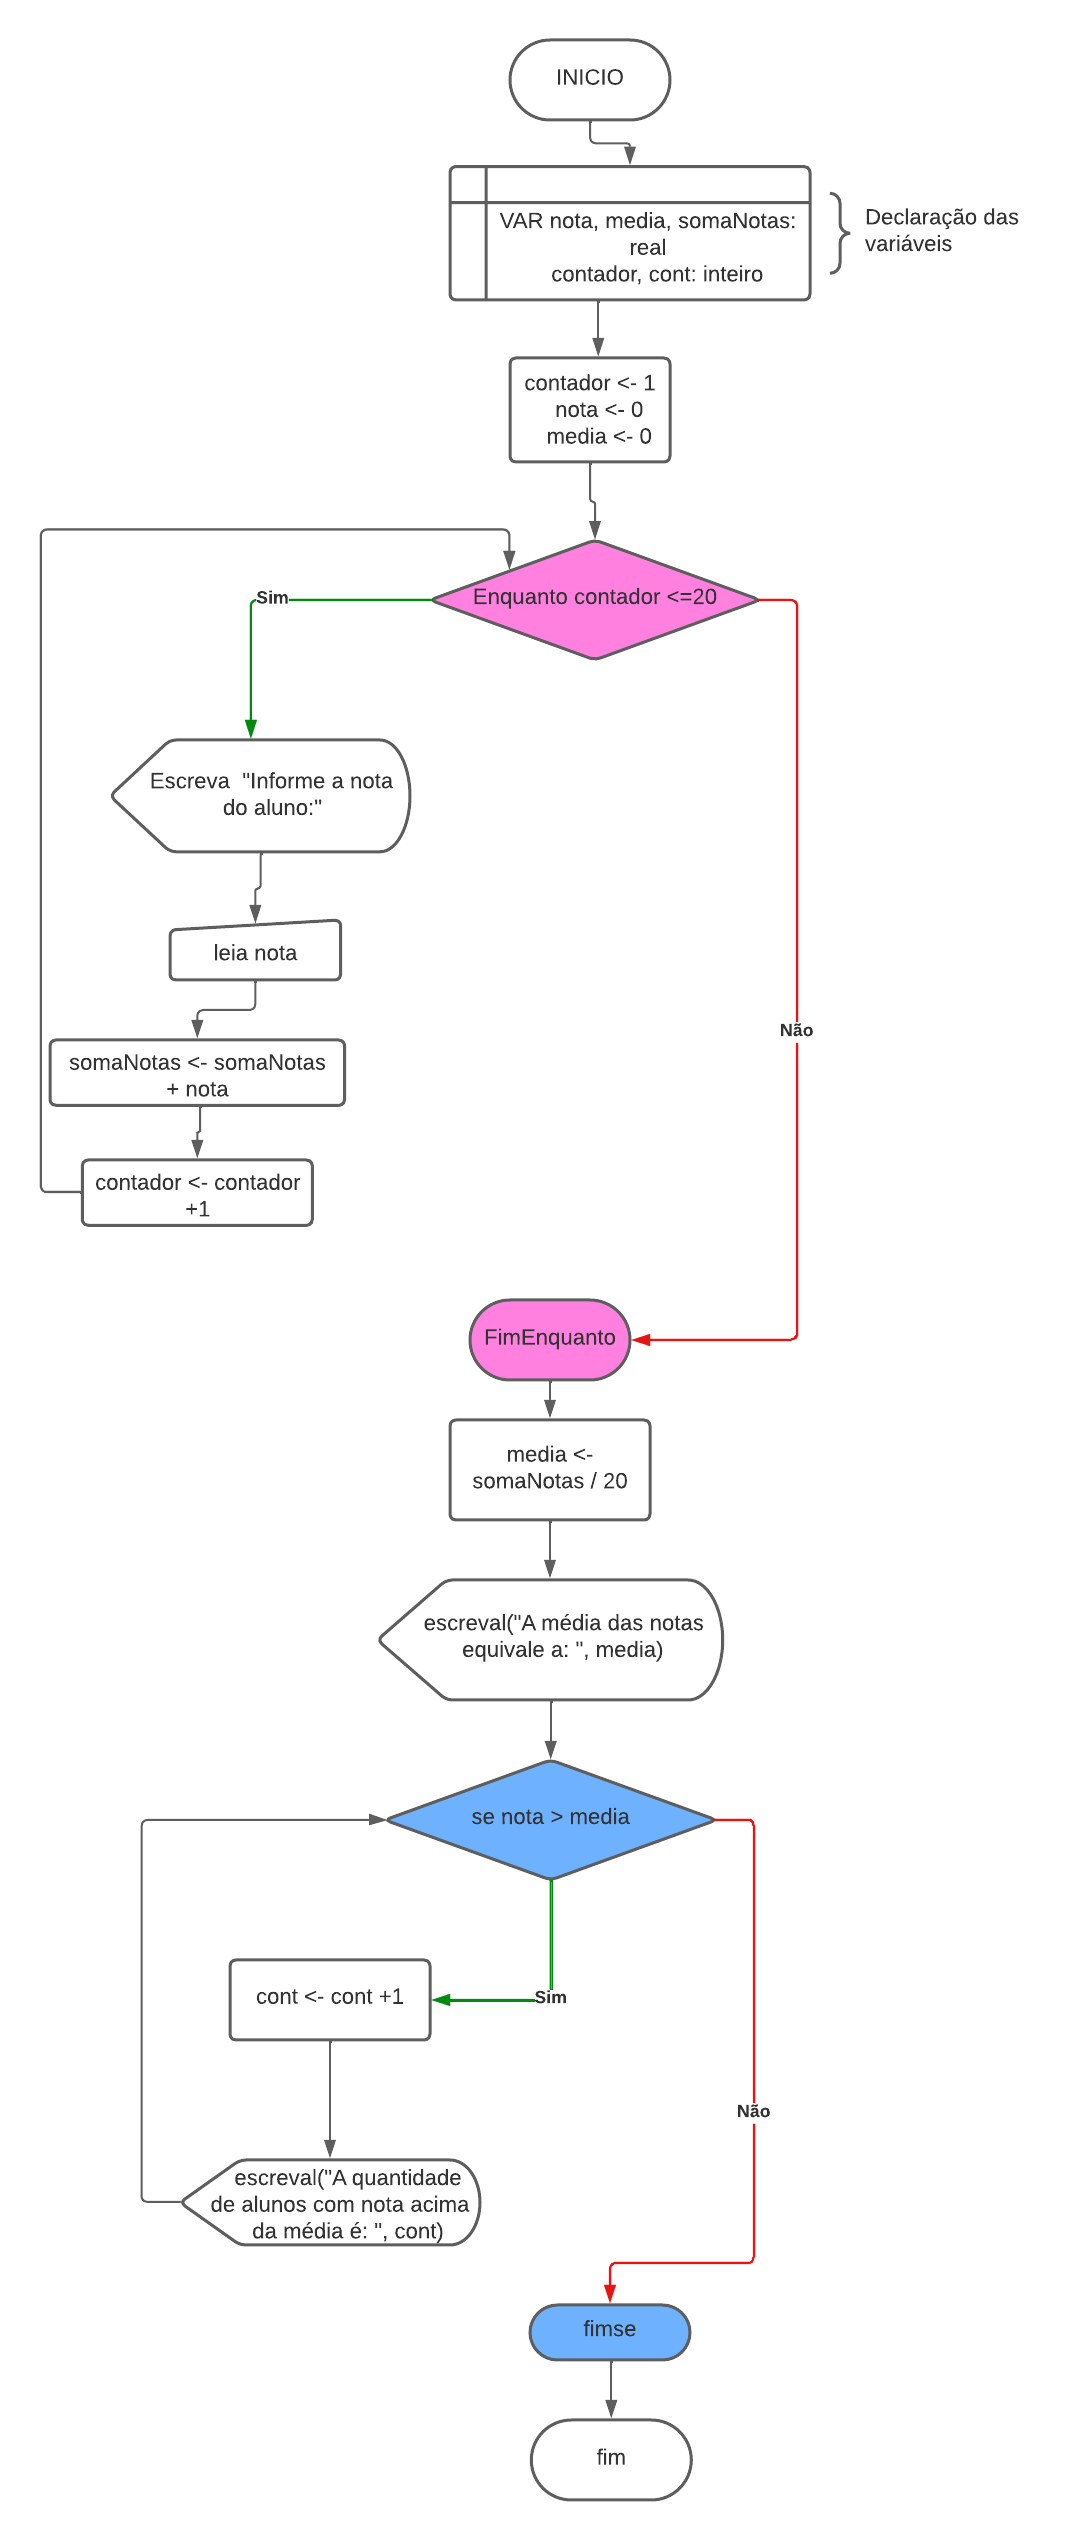 INICIO
VAR nota, media, somaNotas:
real
contador, cont: inteiro
Declaração das
variáveis
contador <- 1
nota <- 0
media <- 0
Enquanto contador <=20
Sim
Escreva  "Informe a nota
do aluno:"
leia nota
Não
somaNotas <- somaNotas
+ nota
contador <- contador
+1
FimEnquanto
media <-
somaNotas / 20
escreval("A média das notas
equivale a: ", media)
se nota > media
cont <- cont +1
Sim
Não
escreval("A quantidade
de alunos com nota acima
da média é: ", cont)
fimse
fim